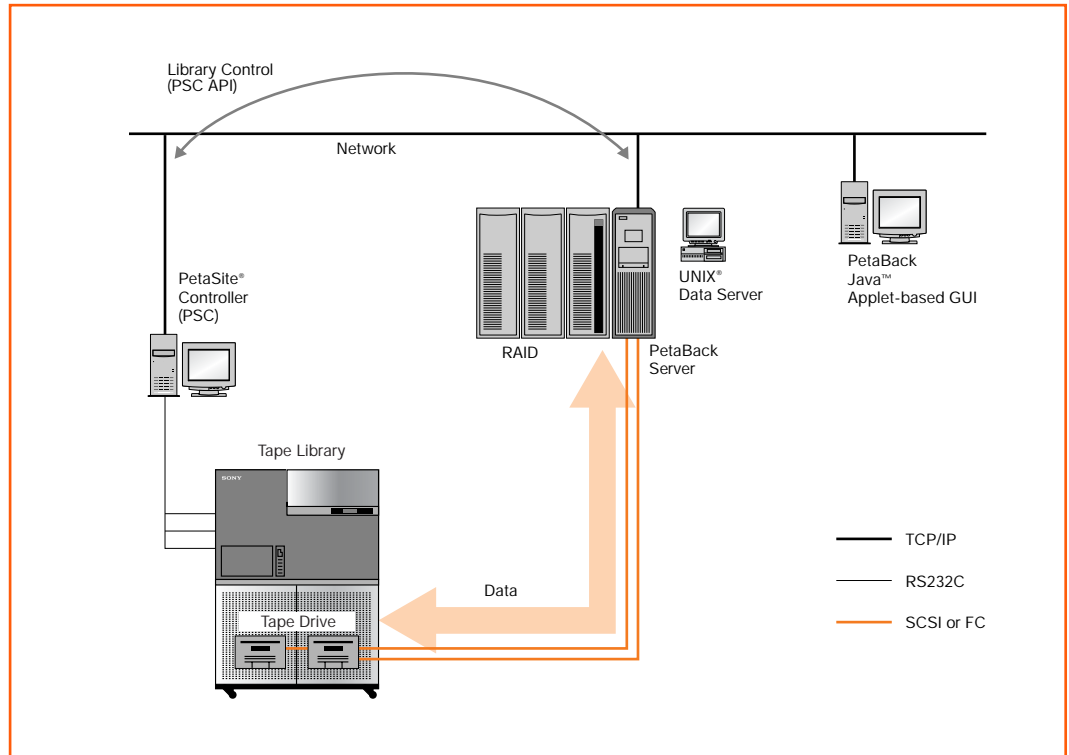 Library Control
(PSC API)
Network
PetaSite®
Controller
(PSC)
RAID
PetaBack
Server
UNIX®
Data Server
PetaBack
Java™
Applet-based GUI
Tape Library
SONY
Data
Tape Drive
TCP/IP
RS232C
SCSI or FC